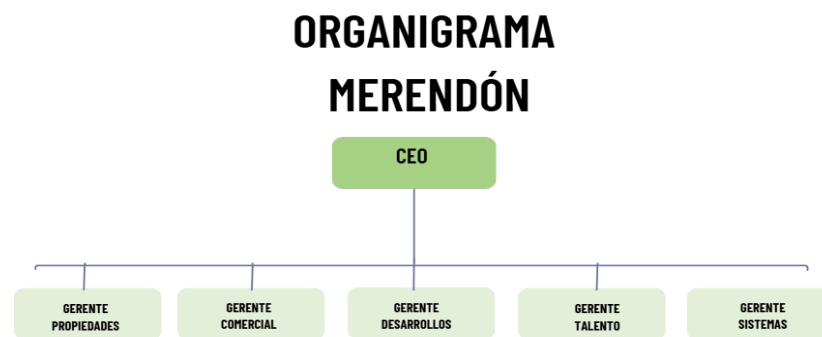 ORGANIGRAMA
MERENDÓN
CEO
GERENTE
PROPIEDADES
GERENTE
COMERCIAL
GERENTE
DESARROLLOS
GERENTE
TALENTO
GERENTE
SISTEMAS